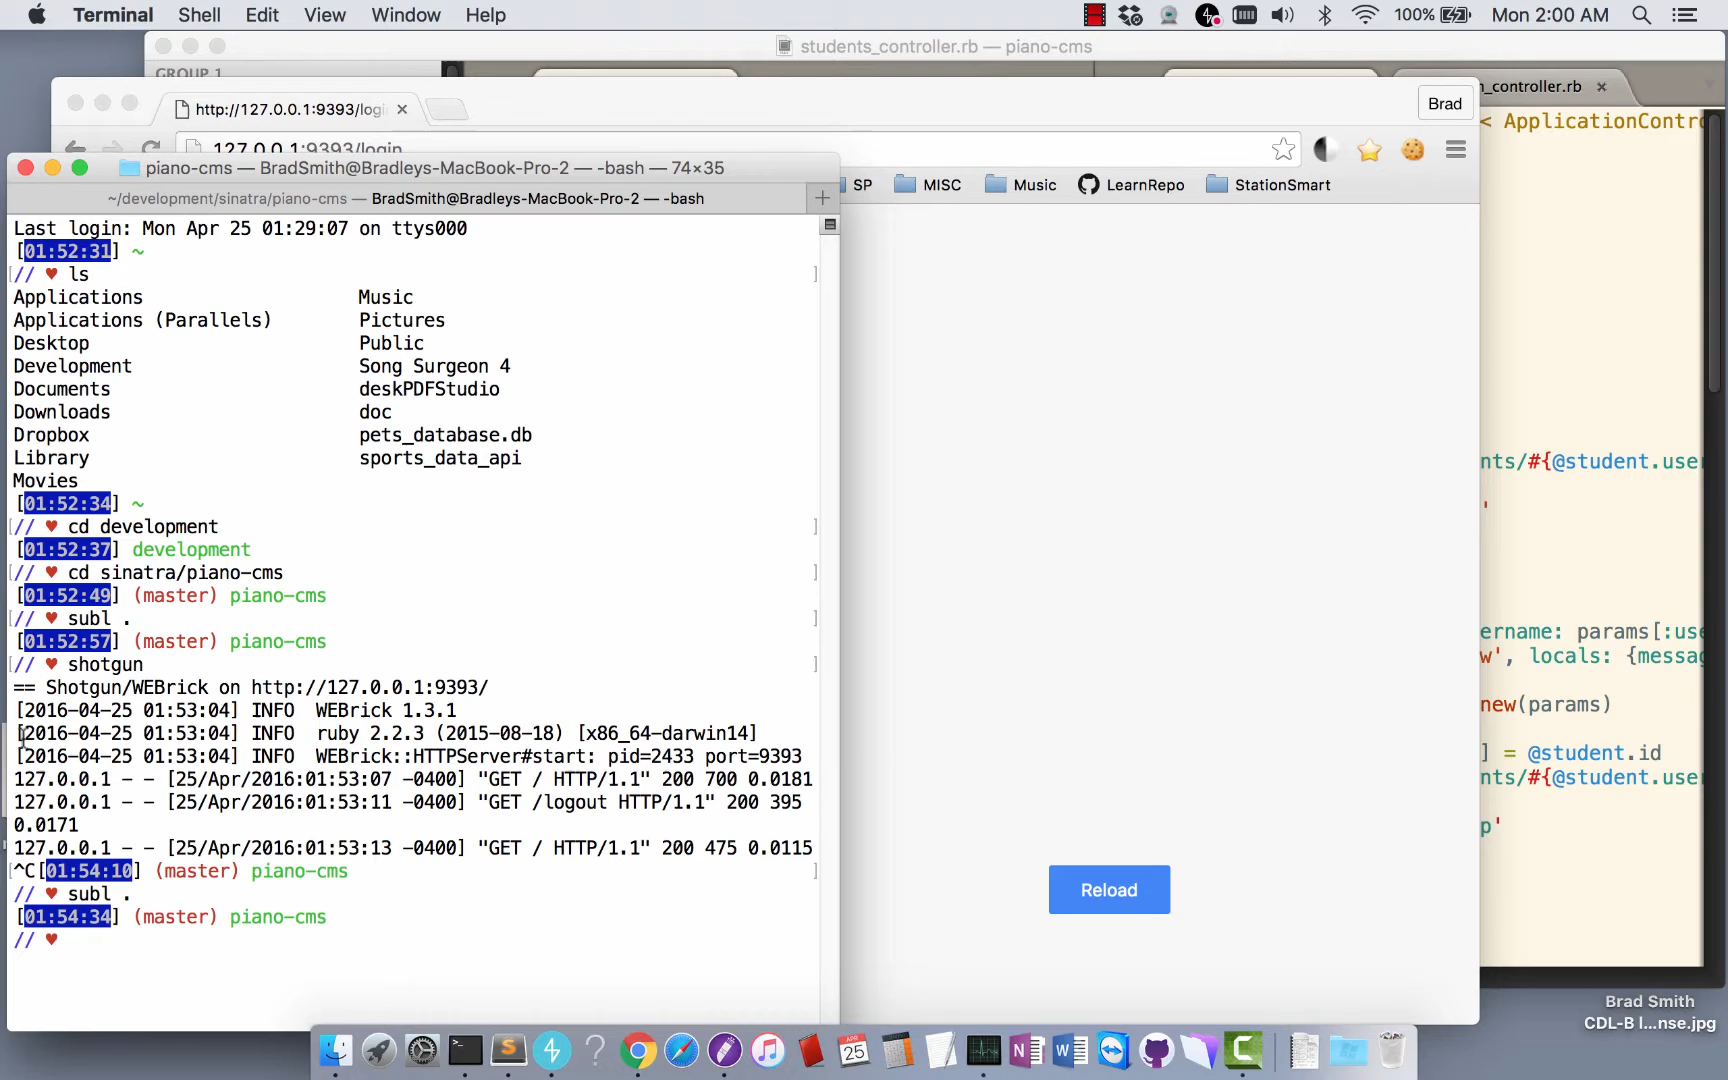 Terminal Shell Edit View Window Help 100% Mon 2:00 AM
students_controller.rb — piano-cms
GROUP 1
http://127.0.0.1:9393/logi
Brad
_controller.rb
127.0.0.1:9393/login
SP MISC Music LearnRepo StationSmart
< ApplicationContro
piano-cms — BradSmith@Bradleys-MacBook-Pro-2 — -bash — 74×35
~/development/sinatra/piano-cms — BradSmith@Bradleys-MacBook-Pro-2 — -bash
Last login: Mon Apr 25 01:29:07 on ttys000
[01:52:31] ~
// ♥ ls
Applications Music
Applications (Parallels) Pictures
Desktop Public
Development Song Surgeon 4
Documents deskPDFStudio
Downloads doc
Dropbox pets_database.db
Library sports_data_api
Movies
[01:52:34] ~
// ♥ cd development
[01:52:37] development
// ♥ cd sinatra/piano-cms
[01:52:49] (master) piano-cms
// ♥ subl .
[01:52:57] (master) piano-cms
// ♥ shotgun
== Shotgun/WEBrick on http://127.0.0.1:9393/
[2016-04-25 01:53:04] INFO  WEBrick 1.3.1
[2016-04-25 01:53:04] INFO  ruby 2.2.3 (2015-08-18) [x86_64-darwin14]
[2016-04-25 01:53:04] INFO  WEBrick::HTTPServer#start: pid=2433 port=9393
127.0.0.1 - - [25/Apr/2016:01:53:07 -0400] "GET / HTTP/1.1" 200 700 0.0181
127.0.0.1 - - [25/Apr/2016:01:53:11 -0400] "GET /logout HTTP/1.1" 200 395
0.0171
127.0.0.1 - - [25/Apr/2016:01:53:13 -0400] "GET / HTTP/1.1" 200 475 0.0115
^C[01:54:10] (master) piano-cms
// ♥ subl .
[01:54:34] (master) piano-cms
// ♥
Reload
nts/#{@student.user
'
ername: params[:use
w', locals: {messag
new(params)
] = @student.id
nts/#{@student.use
p'
Brad Smith
CDL-B l...nse.jpg
APR
25